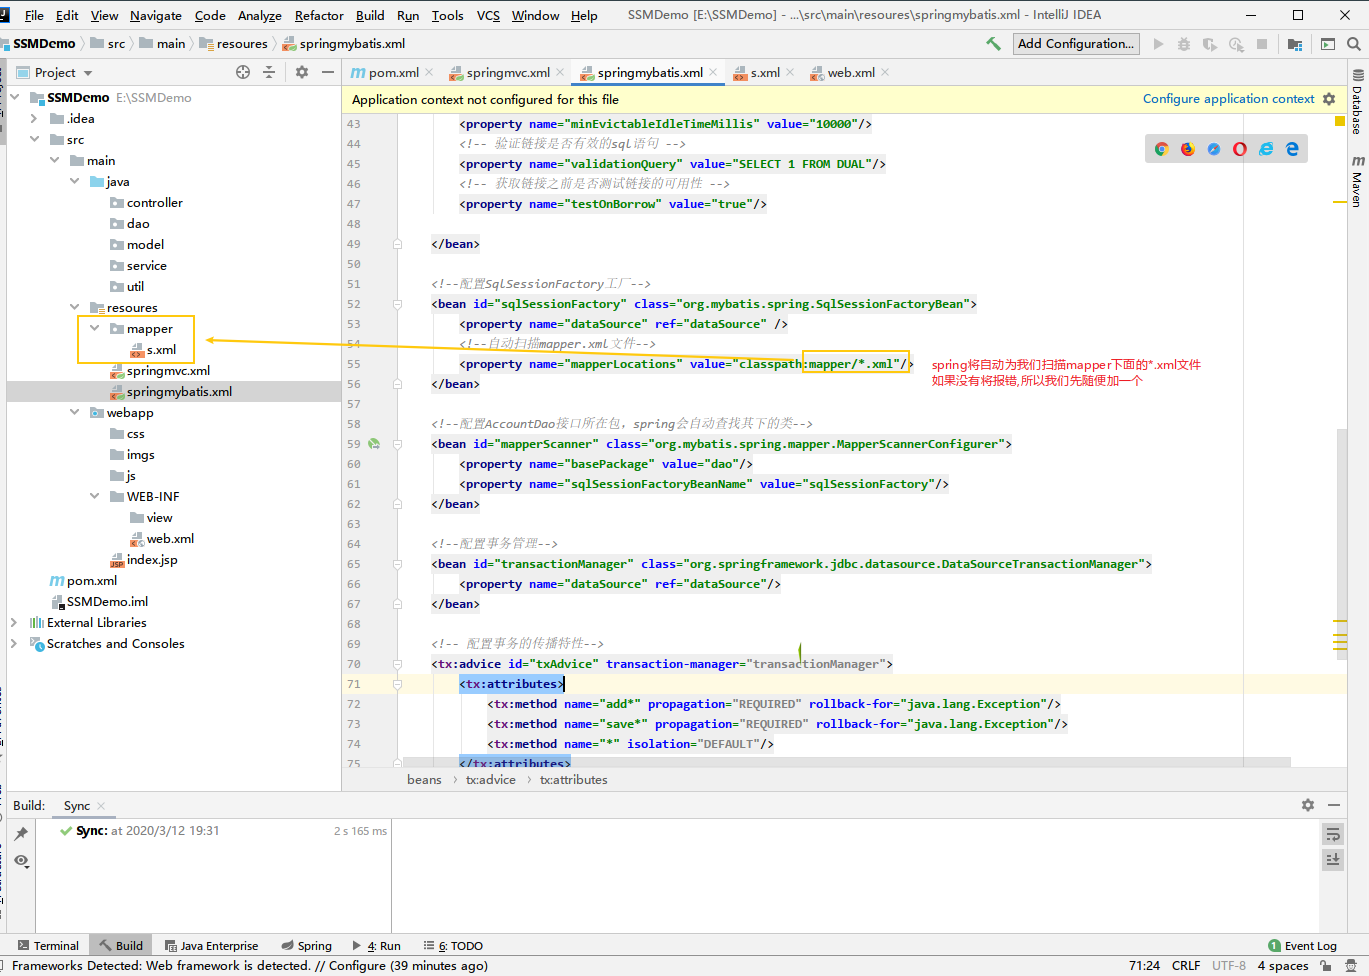 File Edit View Navigate Code Analyze Refactor Build Run Tools VCS Window Help SSMDemo [E:\SSMDemo] - ...\src\main\resoures\springmybatis.xml - IntelliJ IDEA
SSMDemo src main resoures springmybatis.xml Add Configuration...
Project
pom.xml springmvc.xml springmybatis.xml s.xml web.xml
SSMDemo E:\SSMDemo
.idea
src
main
java
controller
dao
model
service
util
resoures
mapper
s.xml
springmvc.xml
springmybatis.xml
webapp
css
imgs
js
WEB-INF
view
web.xml
index.jsp
pom.xml
SSMDemo.iml
External Libraries
Scratches and Consoles
Application context not configured for this file Configure application context
43 <property name="minEvictableIdleTimeMillis" value="10000"/>
44 <!-- 验证链接是否有效的sql语句 -->
45 <property name="validationQuery" value="SELECT 1 FROM DUAL"/>
46 <!-- 获取链接之前是否测试链接的可用性 -->
47 <property name="testOnBorrow" value="true"/>
48
49 </bean>
50
51 <!--配置SqlSessionFactory工厂-->
52 <bean id="sqlSessionFactory" class="org.mybatis.spring.SqlSessionFactoryBean">
53 <property name="dataSource" ref="dataSource" />
54 <!--自动扫描mapper.xml文件-->
55 <property name="mapperLocations" value="classpath:mapper/*.xml"/>
56 </bean>
57
58 <!--配置AccountDao接口所在包，spring会自动查找其下的类-->
59 <bean id="mapperScanner" class="org.mybatis.spring.mapper.MapperScannerConfigurer">
60 <property name="basePackage" value="dao"/>
61 <property name="sqlSessionFactoryBeanName" value="sqlSessionFactory"/>
62 </bean>
63
64 <!--配置事务管理-->
65 <bean id="transactionManager" class="org.springframework.jdbc.datasource.DataSourceTransactionManager">
66 <property name="dataSource" ref="dataSource"/>
67 </bean>
68
69 <!-- 配置事务的传播特性-->
70 <tx:advice id="txAdvice" transaction-manager="transactionManager">
71 <tx:attributes>
72 <tx:method name="add*" propagation="REQUIRED" rollback-for="java.lang.Exception"/>
73 <tx:method name="save*" propagation="REQUIRED" rollback-for="java.lang.Exception"/>
74 <tx:method name="*" isolation="DEFAULT"/>
75 </tx:attributes>
spring将自动为我们扫描mapper下面的*.xml文件
如果没有将报错,所以我们先随便加一个
beans tx:advice tx:attributes
Database
m Maven
Build: Sync
Sync: at 2020/3/12 19:31 2 s 165 ms
Terminal Build Java Enterprise Spring 4: Run 6: TODO 1 Event Log
Frameworks Detected: Web framework is detected. // Configure (39 minutes ago) 71:24 CRLF UTF-8 4 spaces